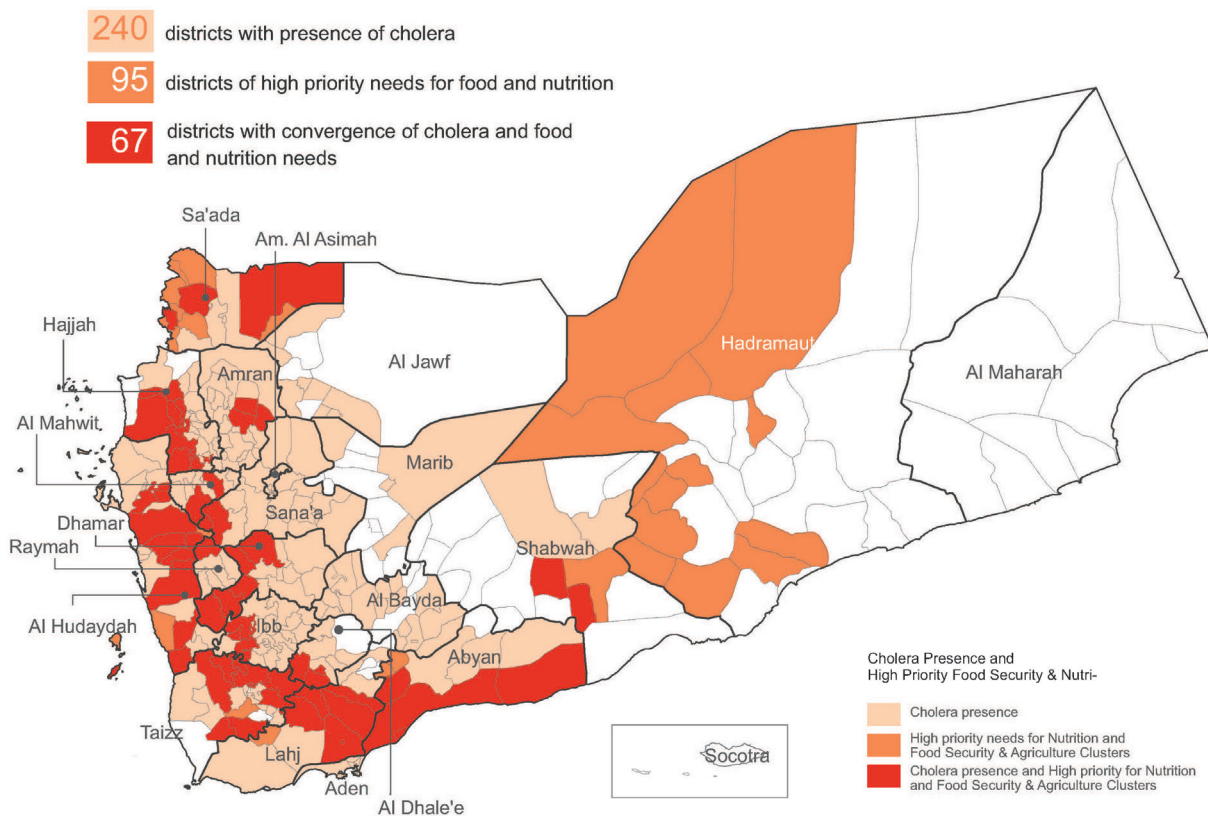 240 districts with presence of cholera
95 districts of high priority needs for food and nutrition
67 districts with convergence of cholera and food
and nutrition needs
Sa'ada
Am. Al Asimah
Hajjah
Hadramaut
Al Jawf
Al Maharah
Amran
Al Mahwit
Marib
Sana'a
Dhamar
Raymah
Shabwah
Al Bayda
Al Hudaydah
Ibb
Abyan
Taizz
Lahj
Aden
Al Dhale'e
Socotra
Cholera Presence and
High Priority Food Security & Nutri-
Cholera presence
High priority needs for Nutrition and
Food Security & Agriculture Clusters
Cholera presence and High priority for Nutrition
and Food Security & Agriculture Clusters